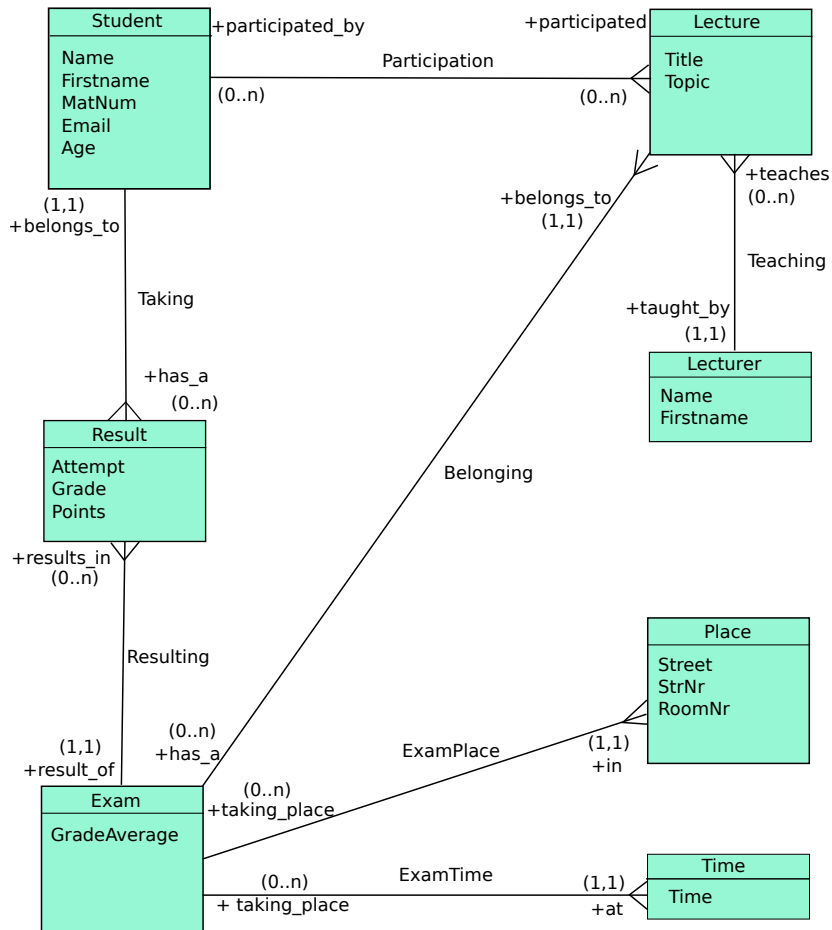 Student
Name
Firstname
MatNum
Email
Age
+participated_by
Participation
(0..n)
+participated
(0..n)
Lecture
Title
Topic
(1,1)
+belongs_to
Taking
+has_a
(0..n)
+belongs_to
(1,1)
+teaches
(0..n)
Teaching
+taught_by
(1,1)
Lecturer
Name
Firstname
Result
Attempt
Grade
Points
Belonging
+results_in
(0..n)
Resulting
(1,1)
+result_of
(0..n)
+has_a
Place
Street
StrNr
RoomNr
ExamPlace
(1,1)
+in
(0..n)
+taking_place
Exam
GradeAverage
(0..n)
+ taking_place
ExamTime
(1,1)
+at
Time
Time